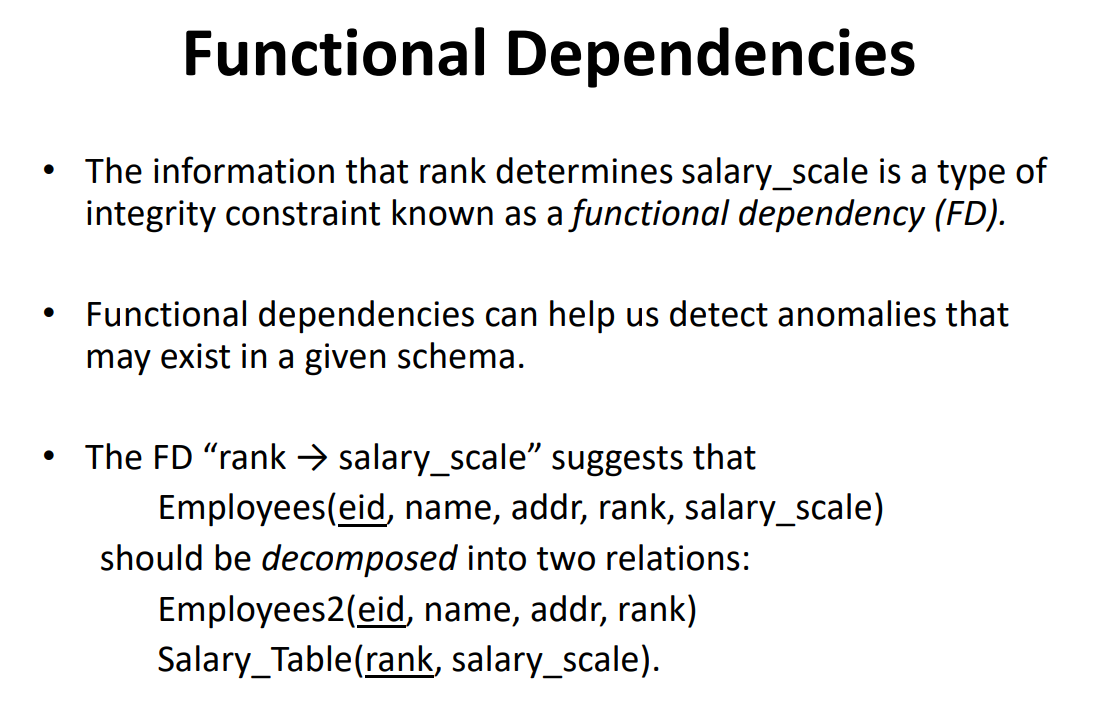 Functional Dependencies
• The information that rank determines salary_scale is a type of
integrity constraint known as a functional dependency (FD).
• Functional dependencies can help us detect anomalies that
may exist in a given schema.
• The FD “rank → salary_scale” suggests that
Employees(eid, name, addr, rank, salary_scale)
should be decomposed into two relations:
Employees2(eid, name, addr, rank)
Salary_Table(rank, salary_scale).